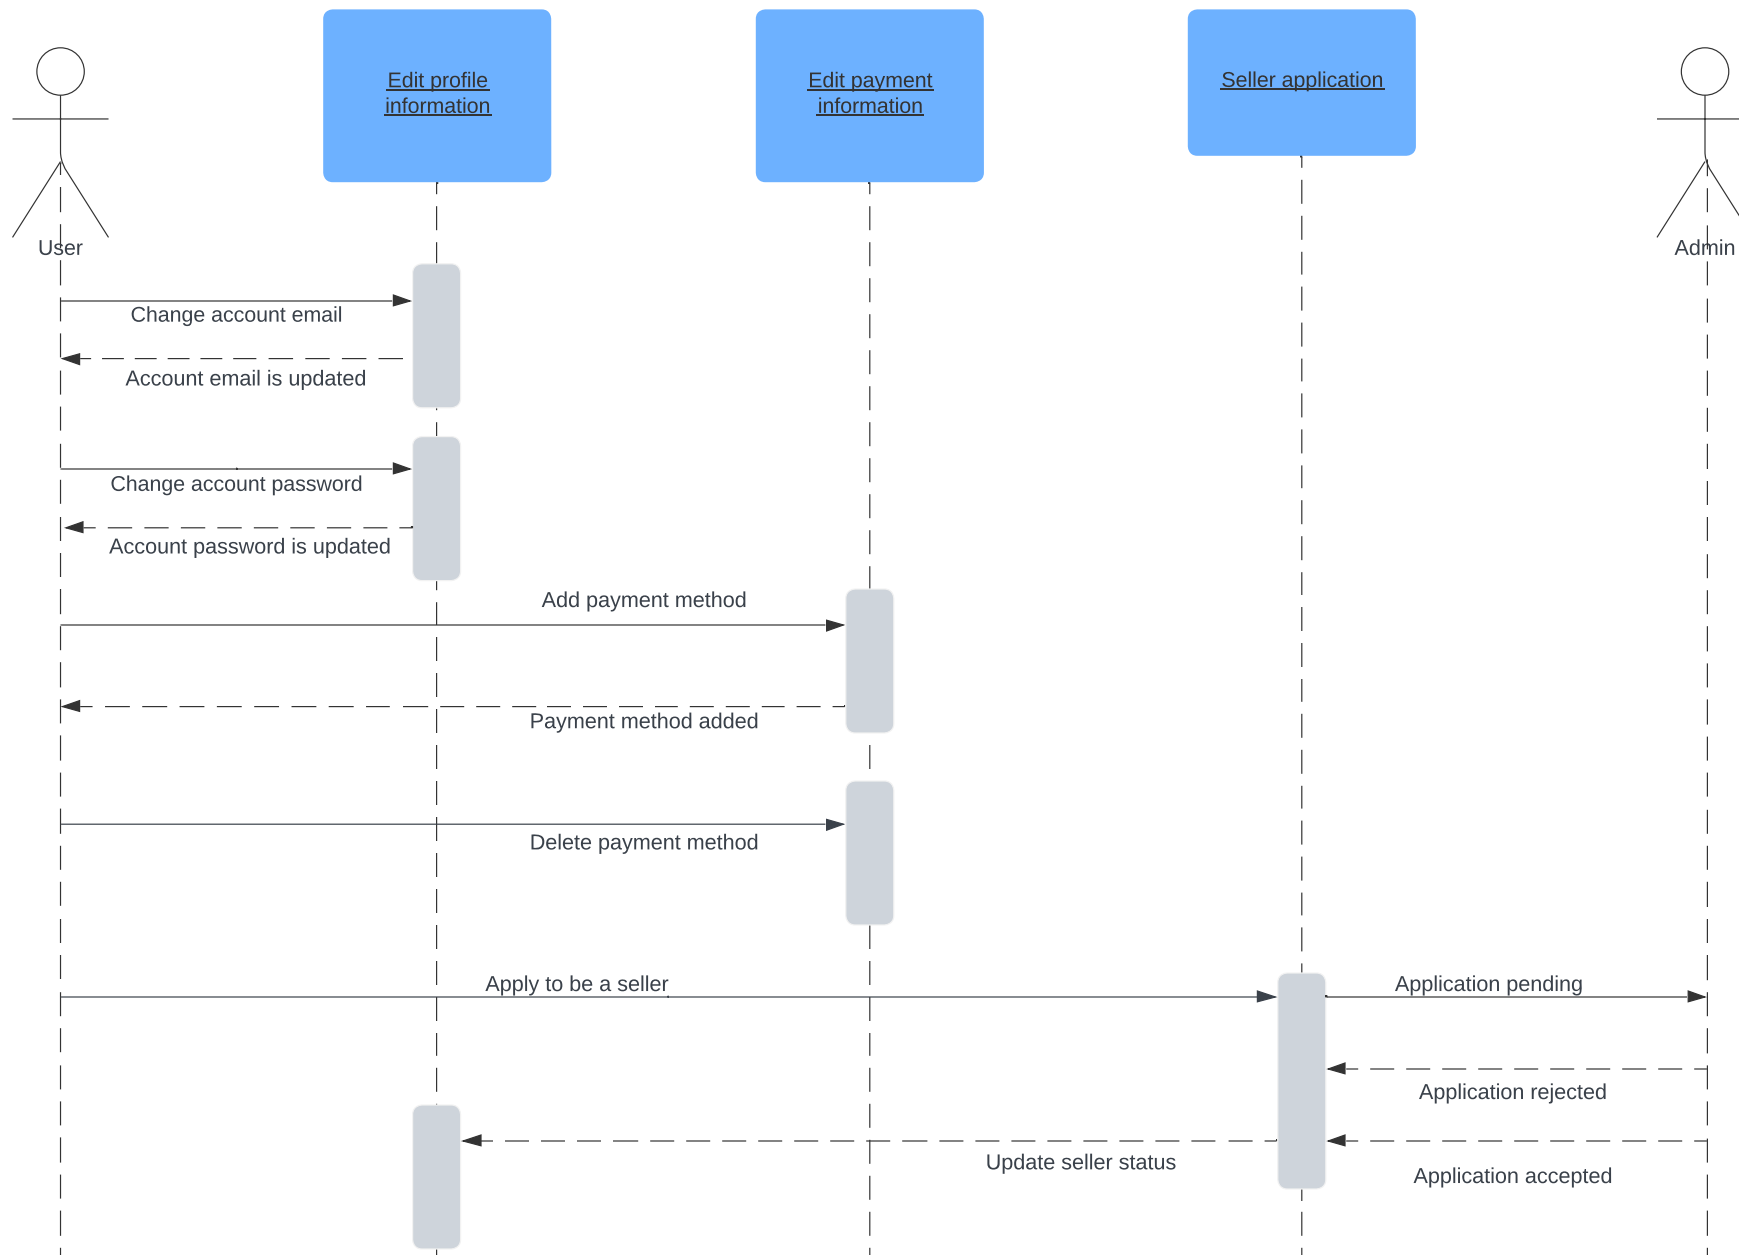 Edit profile
information
Edit payment
information
Seller application
User
Admin
Change account email
Account email is updated
Change account password
Account password is updated
Add payment method
Payment method added
Delete payment method
Apply to be a seller
Application pending
Application rejected
Update seller status
Application accepted